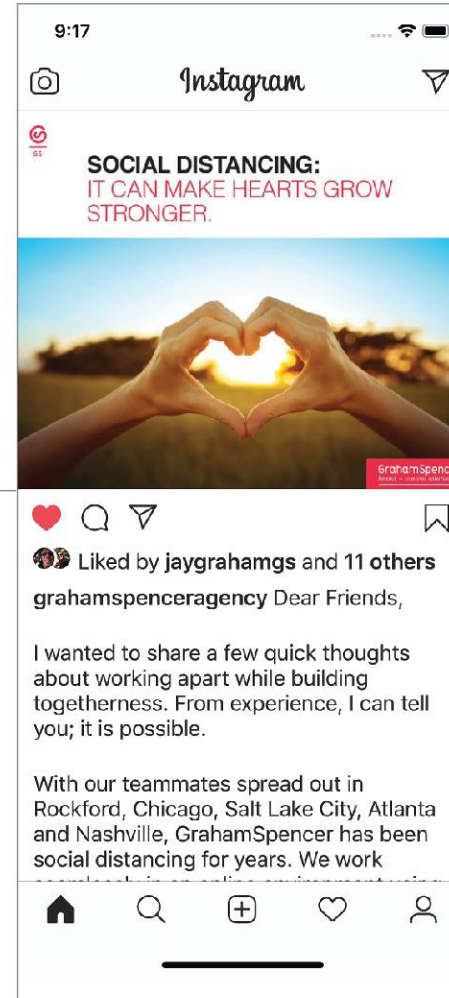 9:17
Instagram
GS
SOCIAL DISTANCING:
IT CAN MAKE HEARTS GROW
STRONGER.
GrahamSpenc
Liked by jaygrahamgs and 11 others
grahamspenceragency Dear Friends,
I wanted to share a few quick thoughts
about working apart while building
togetherness. From experience, I can tell
you; it is possible.
With our teammates spread out in
Rockford, Chicago, Salt Lake City, Atlanta
and Nashville, GrahamSpencer has been
social distancing for years. We work